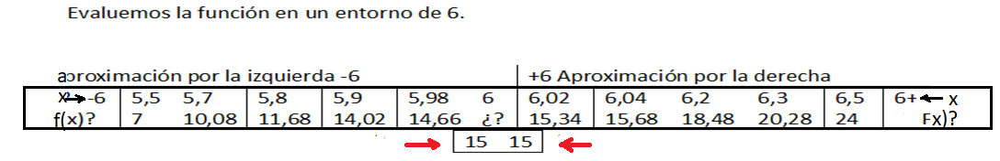 Evaluemos la función en un entorno de 6.
aproximación por la izquierda -6 +6 Aproximación por la derecha
x -6 5,5 5,7 5,8 5,9 5,98 6 6,02 6,04 6,2 6,3 6,5 6+ x
f(x)? 7 10,08 11,68 14,02 14,66 ¿? 15,34 15,68 18,48 20,28 24 Fx)?
15 15